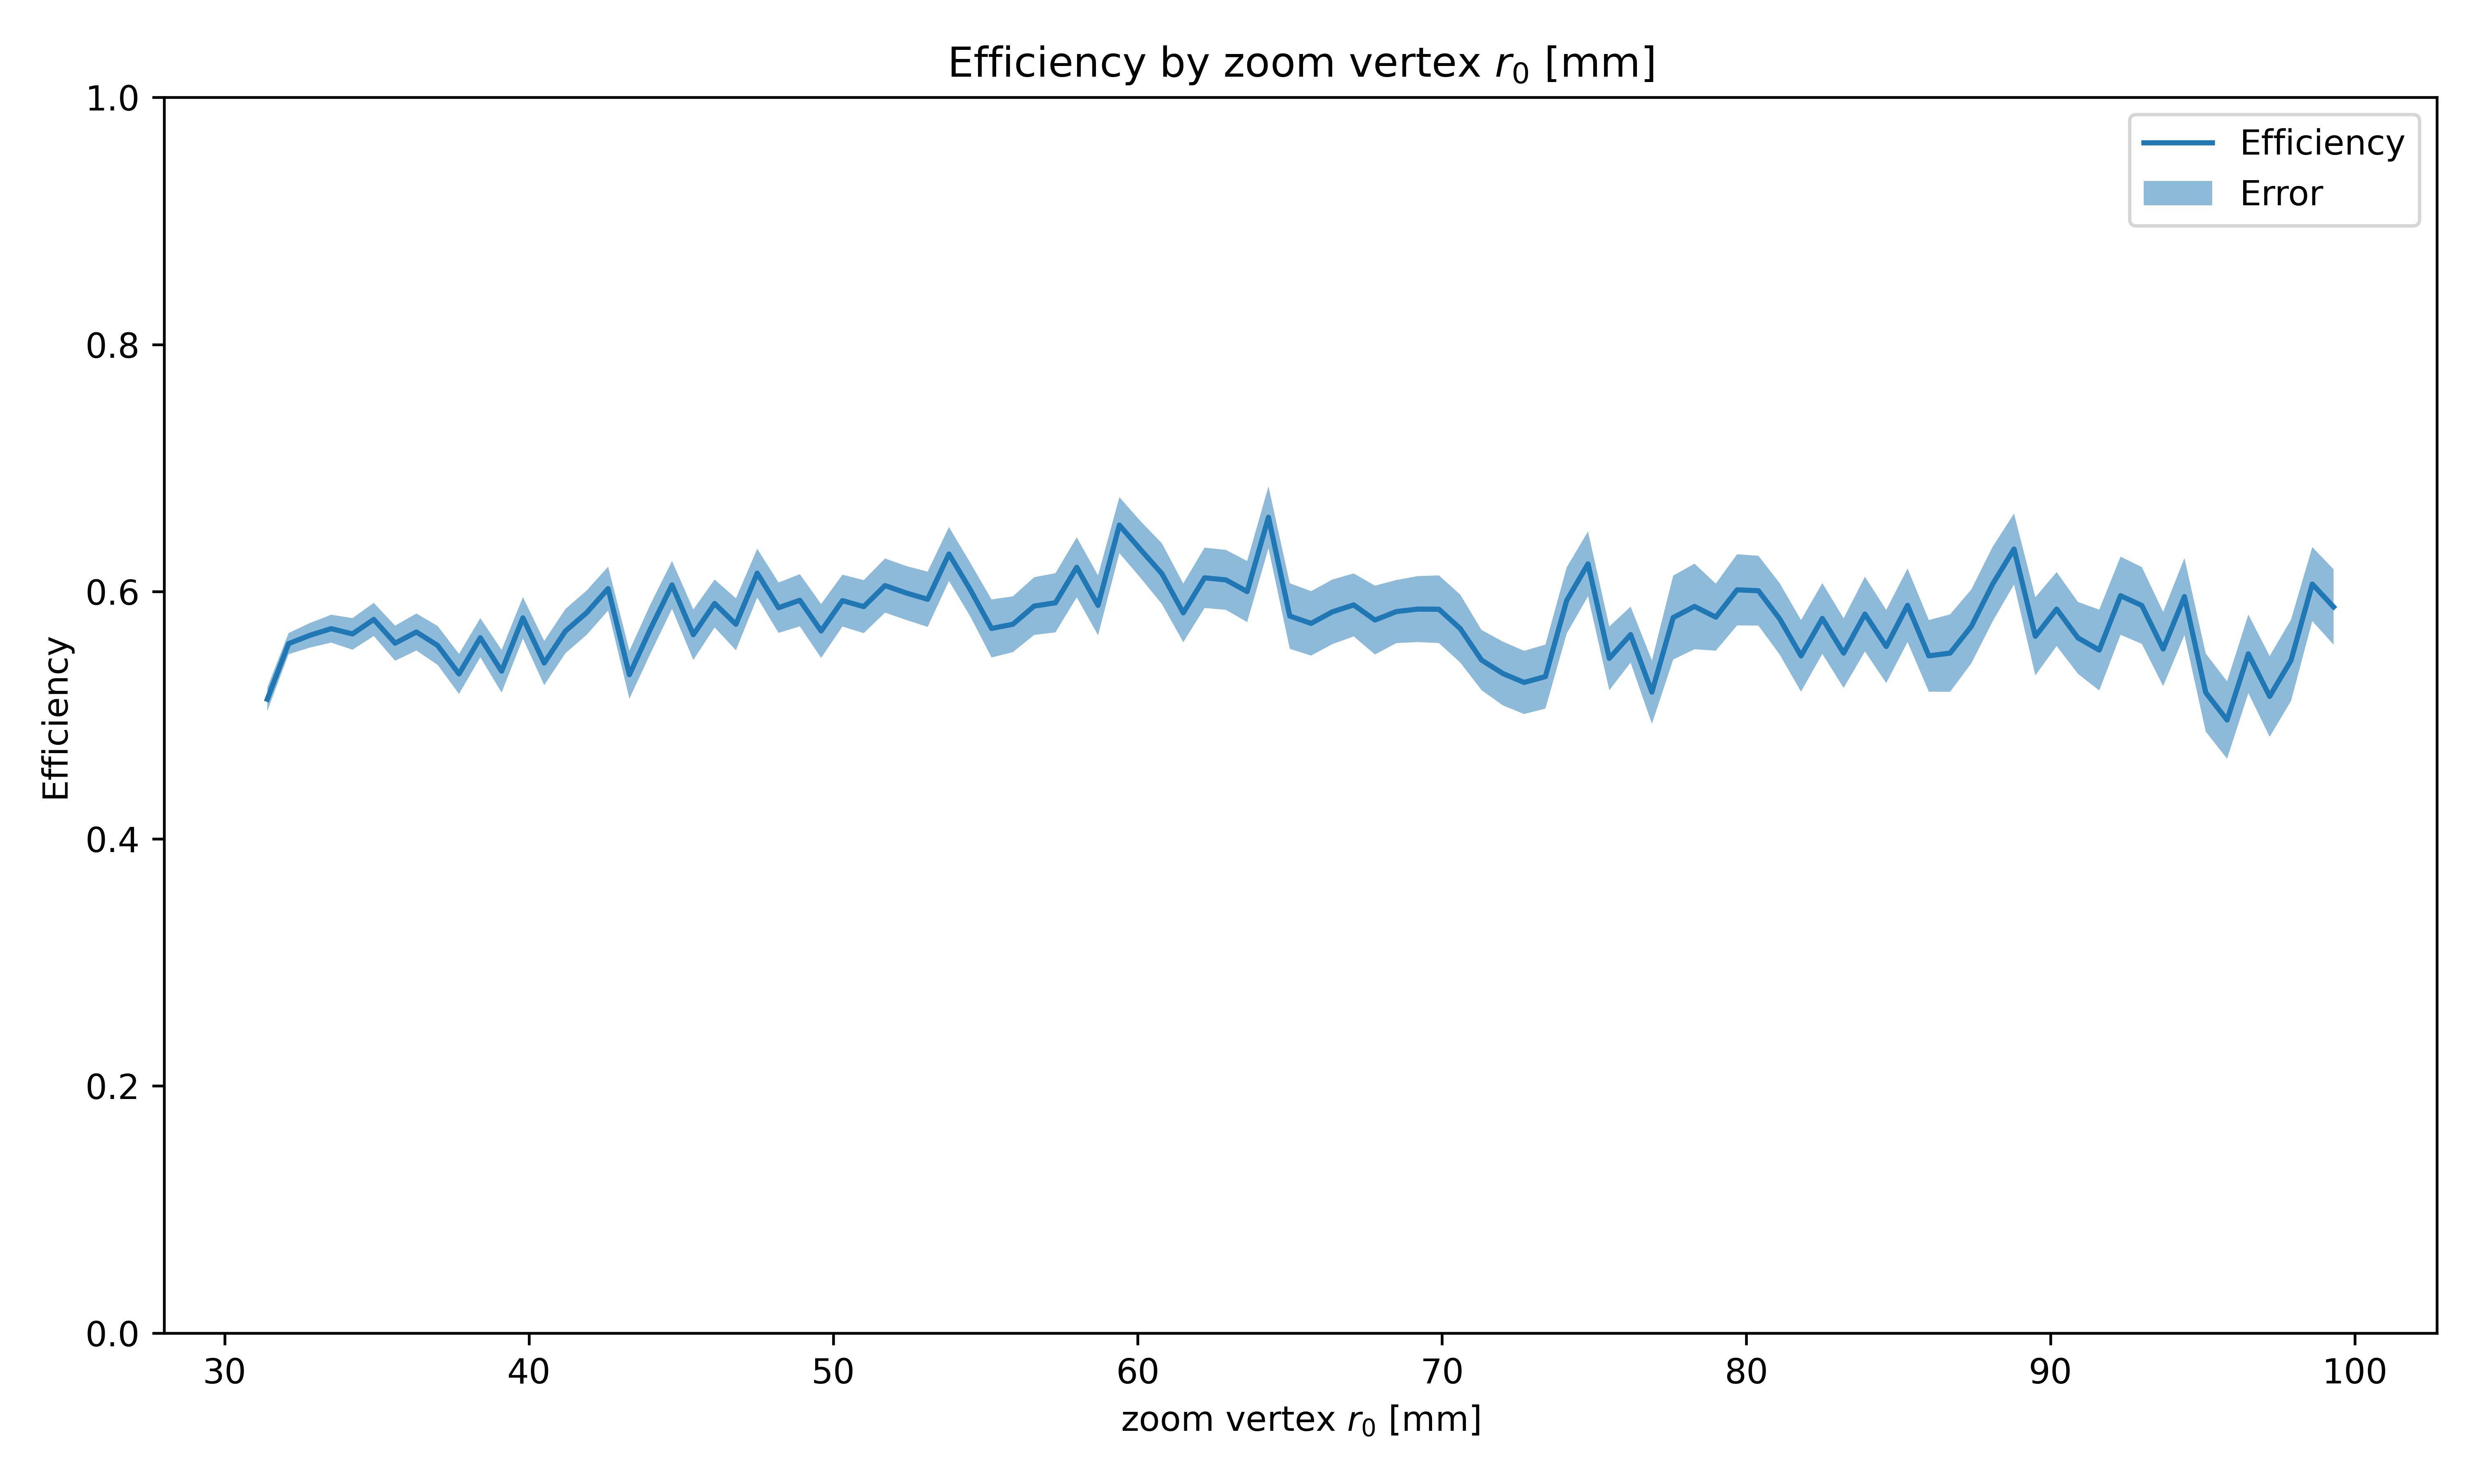 Efficiency by zoom vertex r₀ [mm]
1.0
0.8
0.6
0.4
0.2
0.0
Efficiency
Efficiency
Error
30 40 50 60 70 80 90 100
zoom vertex r₀ [mm]